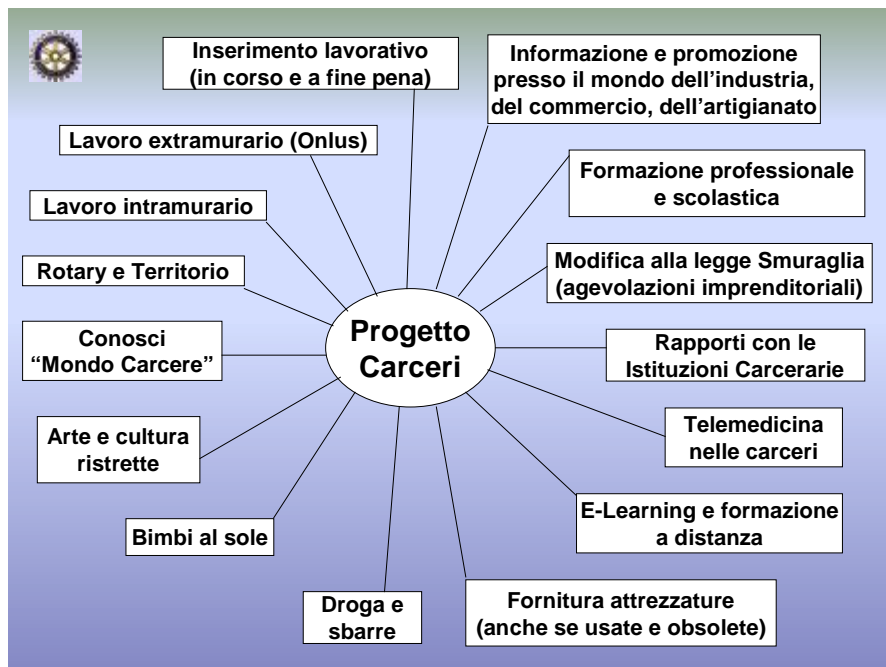 Inserimento lavorativo
(in corso e a fine pena)
Informazione e promozione
presso il mondo dell'industria,
del commercio, dell'artigianato
Lavoro extramurario (Onlus)
Formazione professionale
e scolastica
Lavoro intramurario
Modifica alla legge Smuraglia
(agevolazioni imprenditoriali)
Rotary e Territorio
Progetto
Carceri
Conosci
“Mondo Carcere”
Rapporti con le
Istituzioni Carcerarie
Arte e cultura
ristrette
Telemedicina
nelle carceri
Bimbi al sole
E-Learning e formazione
a distanza
Droga e
sbarre
Fornitura attrezzature
(anche se usate e obsolete)